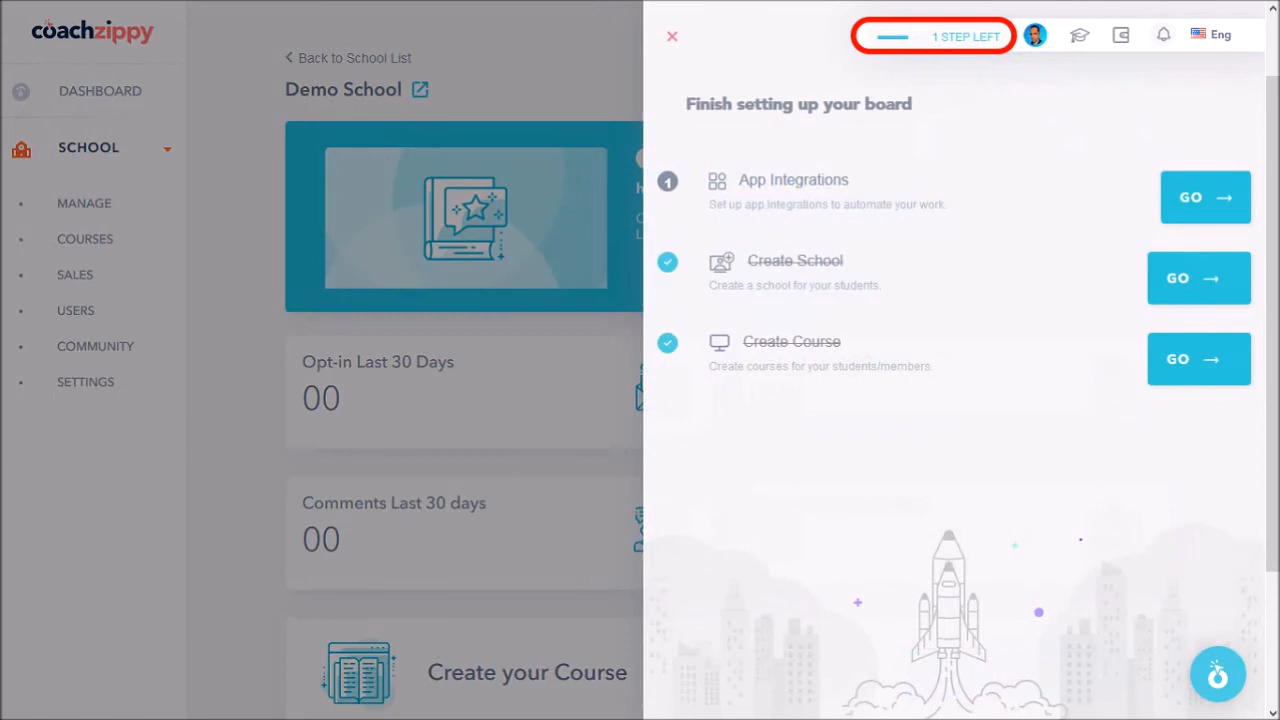 coachzippy
DASHBOARD
SCHOOL
MANAGE
COURSES
SALES
USERS
COMMUNITY
SETTINGS
Back to School List
Demo School
Opt-in Last 30 Days
00
Comments Last 30 days
00
Create your Course
1 STEP LEFT
Eng
Finish setting up your board
1
App Integrations
Set up app integrations to automate your work.
GO
Create School
Create a school for your students.
GO
Create Course
Create courses for your students/members.
GO